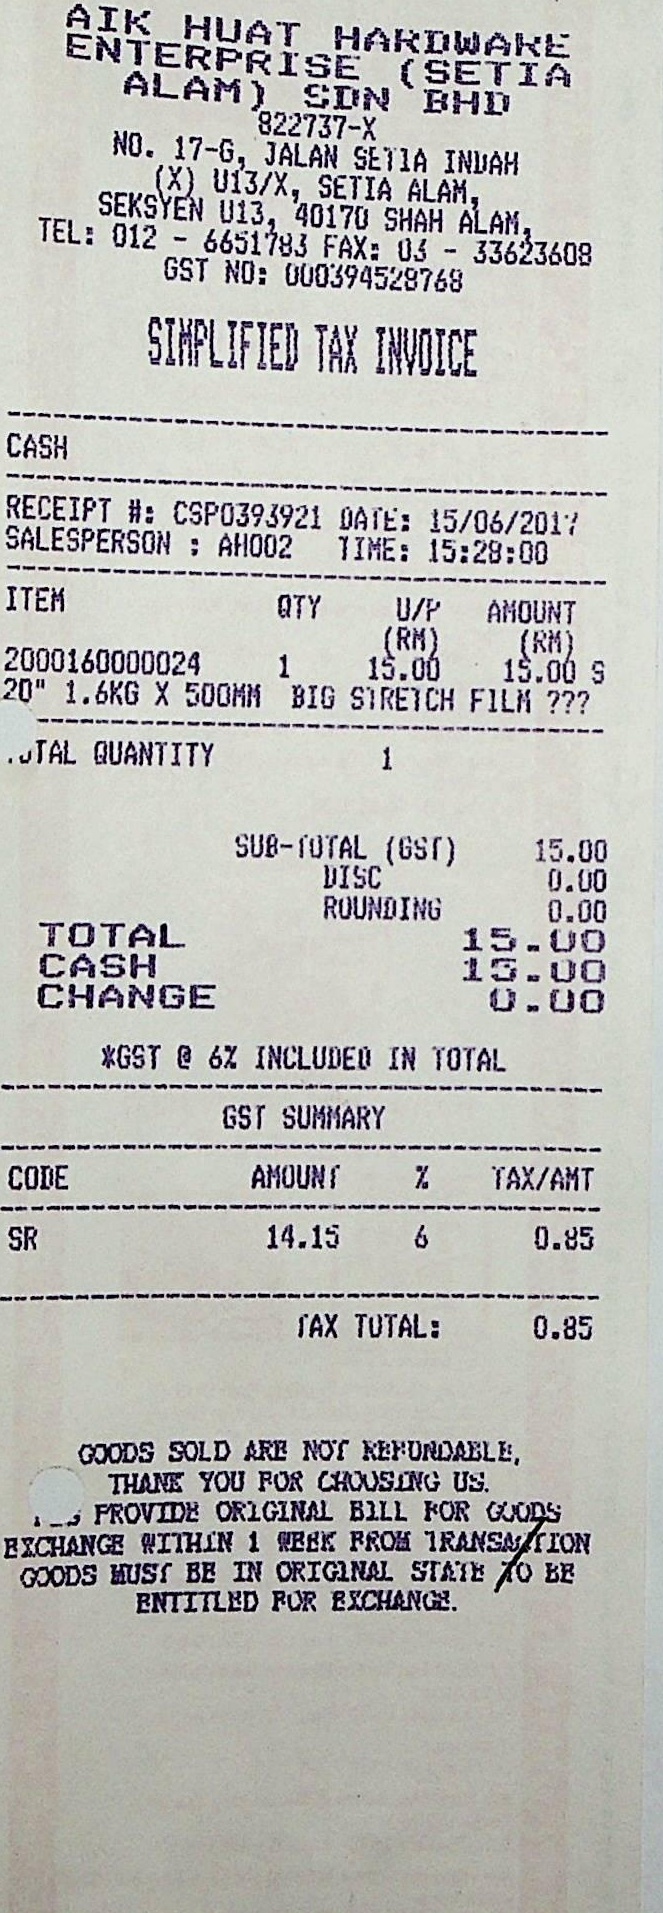 AIK HUAT HARDWARE
ENTERPRISE (SETIA
ALAM) SDN BHD
822737-X
NO. 17-G, JALAN SETIA INDAH
(X) U13/X, SETIA ALAM,
SEKSYEN U13, 40170 SHAH ALAM,
TEL: 012 - 6651783 FAX: 03 - 33623608
GST NO: 000394528768
SIMPLIFIED TAX INVOICE
CASH
RECEIPT #: CSP0393921 DATE: 15/06/2017
SALESPERSON : AH002 TIME: 15:28:00
ITEM QTY U/P AMOUNT
(RM) (RM)
2000160000024 1 15.00 15.00 S
20" 1.6KG X 500MM BIG STRETCH FILM ???
TOTAL QUANTITY 1
SUB-TOTAL (GST) 15.00
DISC 0.00
ROUNDING 0.00
TOTAL 15.00
CASH 15.00
CHANGE 0.00
*GST @ 6% INCLUDED IN TOTAL
GST SUMMARY
CODE AMOUNT % TAX/AMT
SR 14.15 6 0.85
TAX TOTAL: 0.85
GOODS SOLD ARE NOT REFUNDABLE,
THANK YOU FOR CHOOSING US.
PROVIDE ORIGINAL BILL FOR GOODS
EXCHANGE WITHIN 1 WEEK FROM TRANSACTION
GOODS MUST BE IN ORIGINAL STATE TO BE
ENTITLED FOR EXCHANGE.